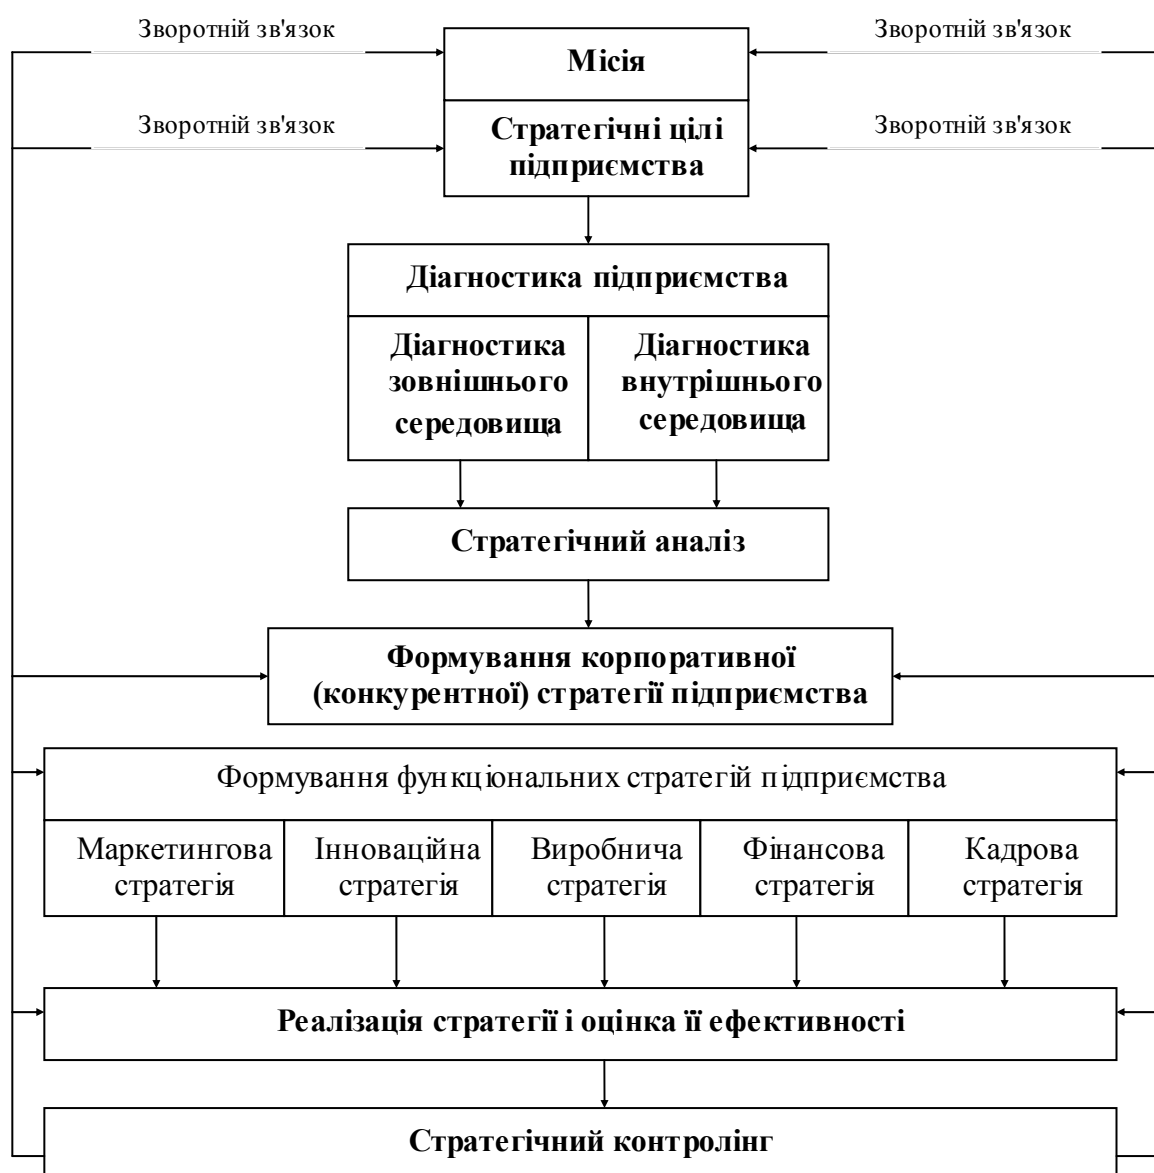 Зворотній зв'язок
Зворотній зв'язок
Місія
Зворотній зв'язок
Зворотній зв'язок
Стратегічні цілі
підприємства
Діагностика підприємства
Діагностика
зовнішнього
середовища
Діагностика
внутрішнього
середовища
Стратегічний аналіз
Формування корпоративної
(конкурентної) стратегії підприємства
Формування функціональних стратегій підприємства
Маркетингова
стратегія
Інноваційна
стратегія
Виробнича
стратегія
Фінансова
стратегія
Кадрова
стратегія
Реалізація стратегії і оцінка її ефективності
Стратегічний контролінг